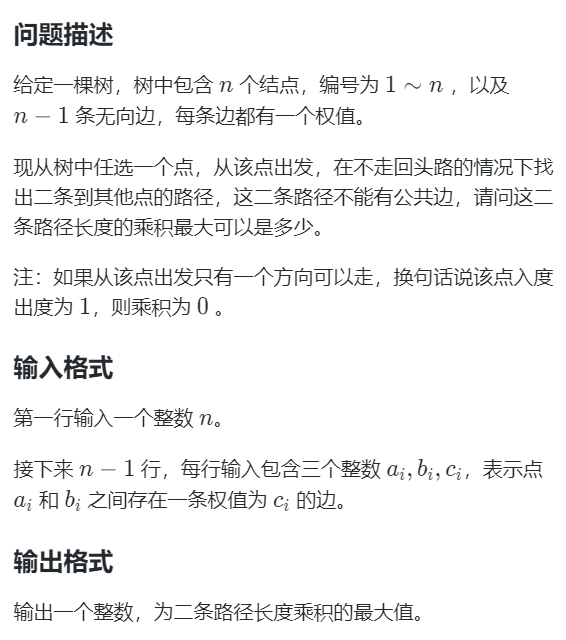 问题描述
给定一棵树，树中包含 n 个结点，编号为 1 ∼ n ，以及
n − 1 条无向边，每条边都有一个权值。
现从树中任选一个点，从该点出发，在不走回头路的情况下找
出二条到其他点的路径，这二条路径不能有公共边，请问这二
条路径长度的乘积最大可以是多少。
注：如果从该点出发只有一个方向可以走，换句话说该点入度
出度为 1，则乘积为 0 。
输入格式
第一行输入一个整数 n。
接下来 n − 1 行，每行输入包含三个整数 aᵢ, bᵢ, cᵢ，表示点
aᵢ 和 bᵢ 之间存在一条权值为 cᵢ 的边。
输出格式
输出一个整数，为二条路径长度乘积的最大值。